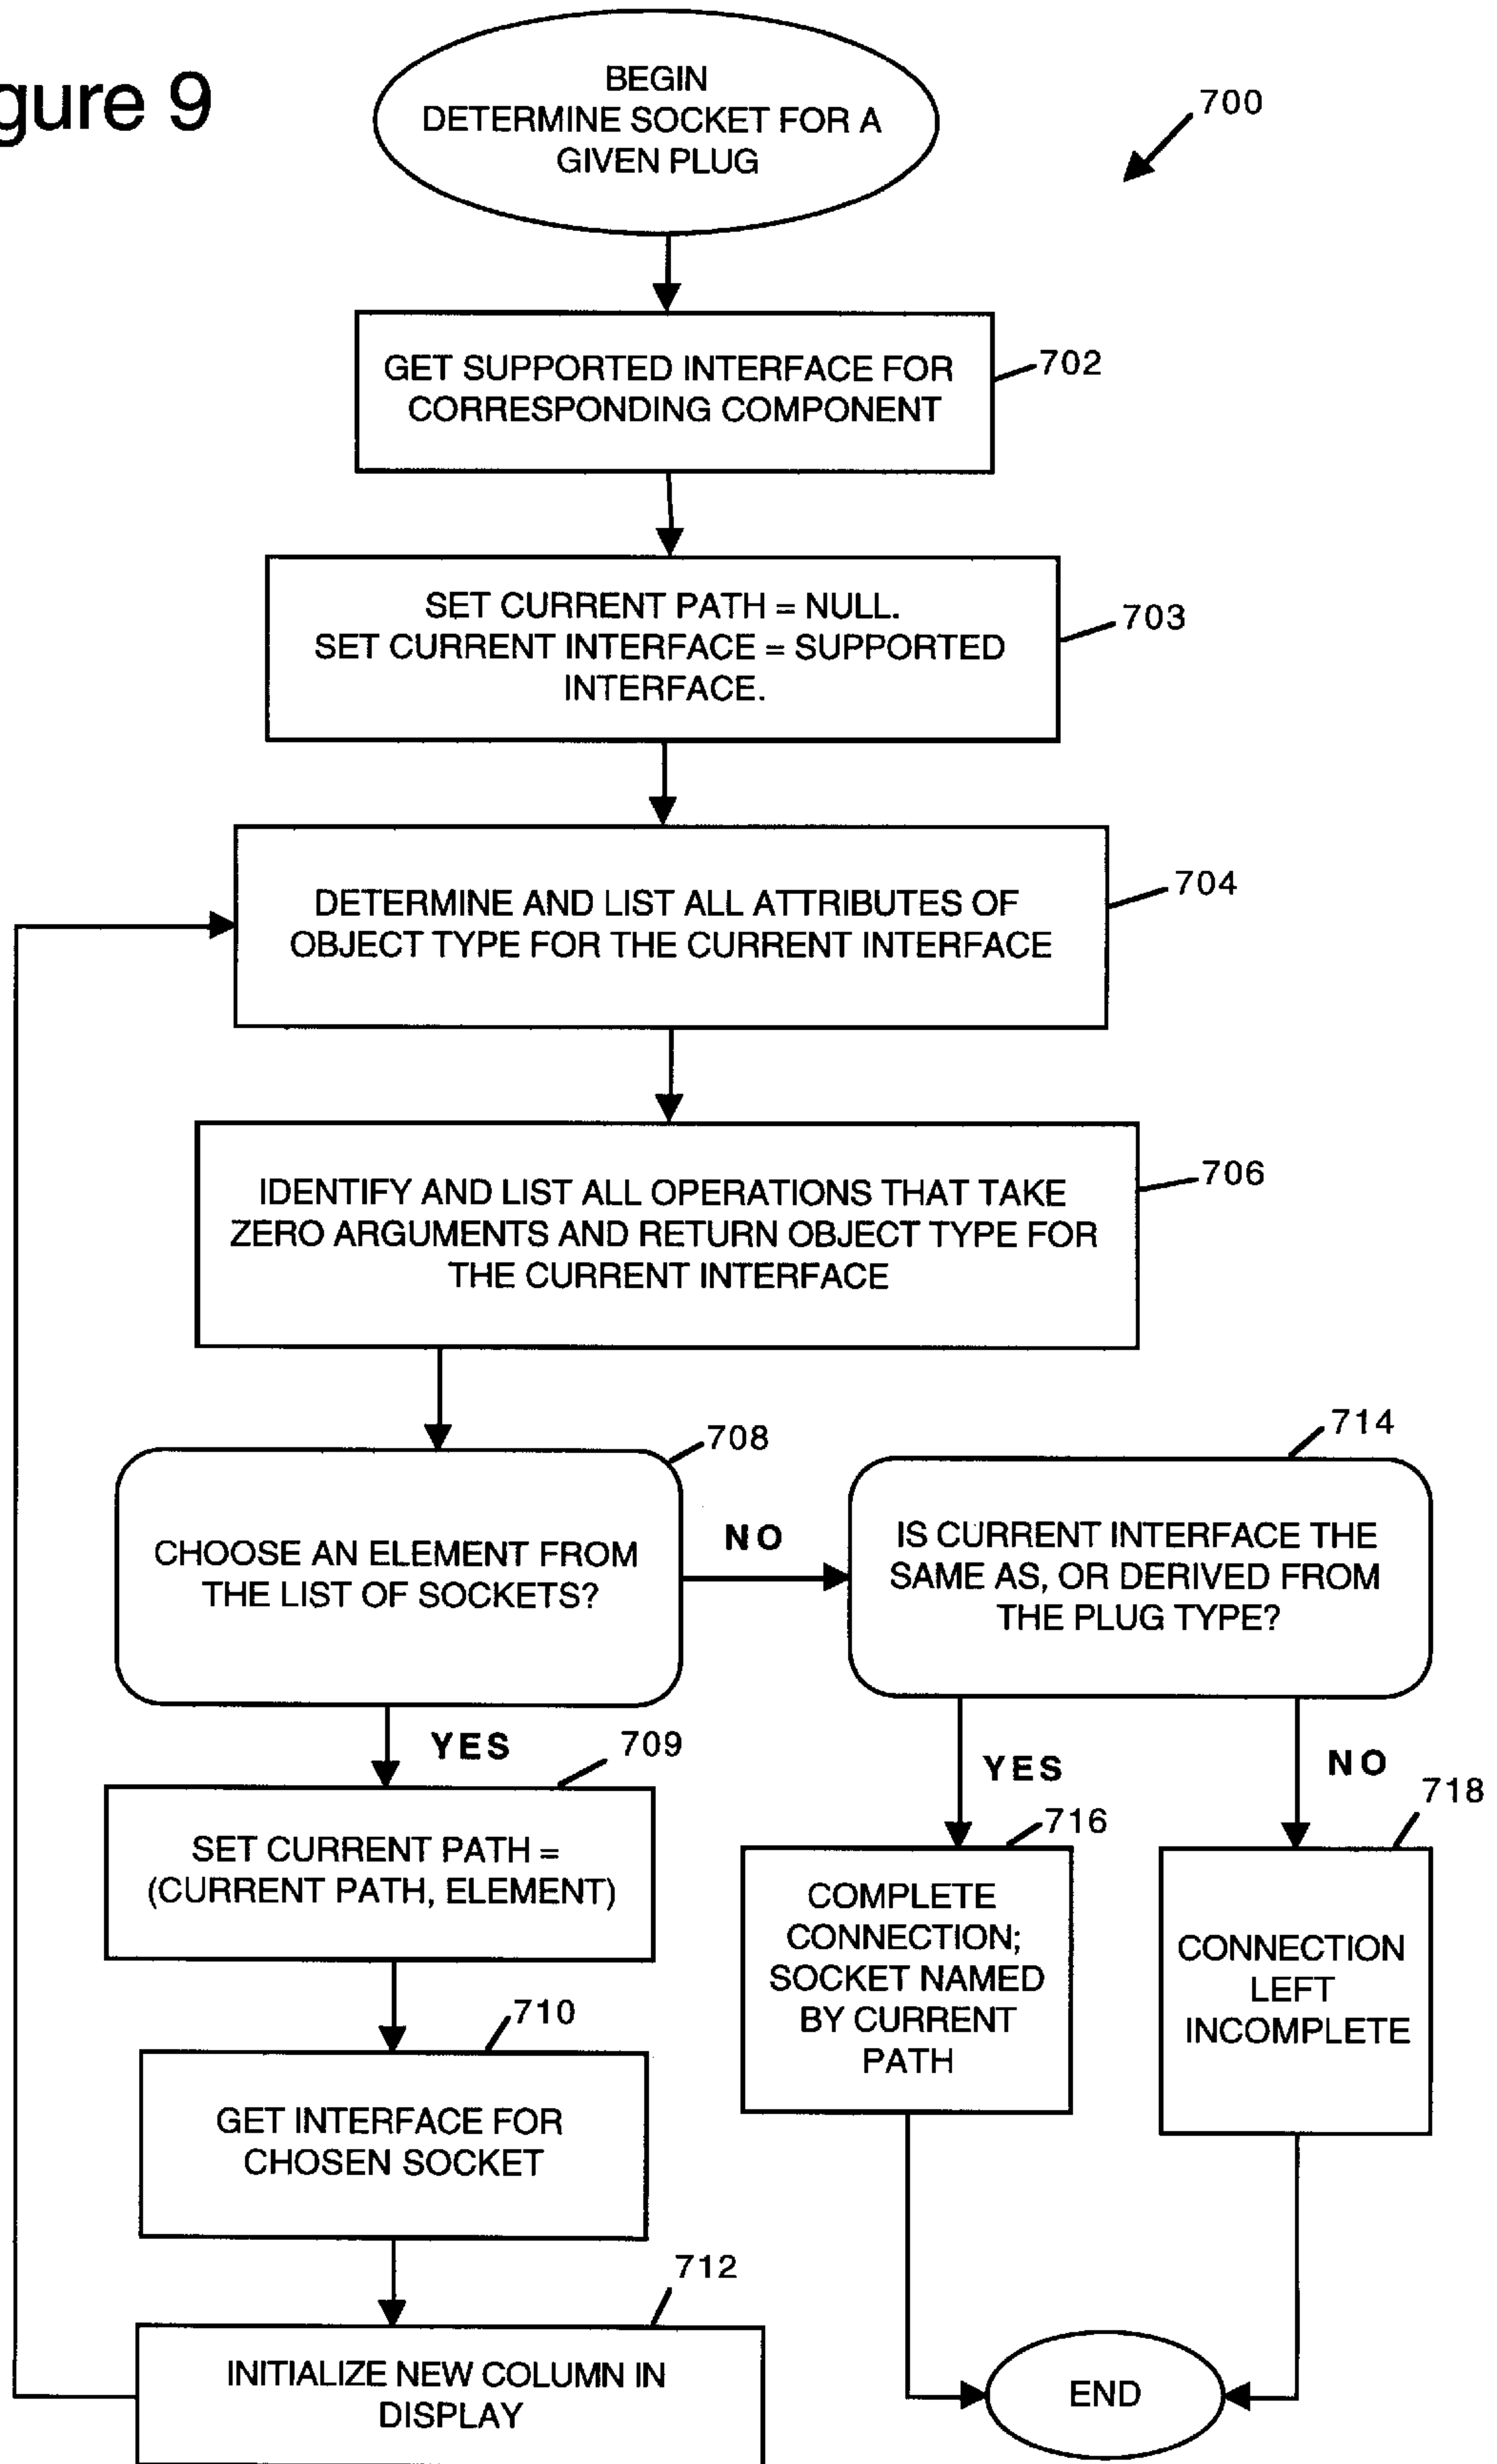 gure 9
BEGIN
DETERMINE SOCKET FOR A
GIVEN PLUG
700
GET SUPPORTED INTERFACE FOR
CORRESPONDING COMPONENT
702
SET CURRENT PATH = NULL.
SET CURRENT INTERFACE = SUPPORTED
INTERFACE.
703
DETERMINE AND LIST ALL ATTRIBUTES OF
OBJECT TYPE FOR THE CURRENT INTERFACE
704
IDENTIFY AND LIST ALL OPERATIONS THAT TAKE
ZERO ARGUMENTS AND RETURN OBJECT TYPE FOR
THE CURRENT INTERFACE
706
CHOOSE AN ELEMENT FROM
THE LIST OF SOCKETS?
708
NO
IS CURRENT INTERFACE THE
SAME AS, OR DERIVED FROM
THE PLUG TYPE?
714
YES
709
SET CURRENT PATH =
(CURRENT PATH, ELEMENT)
YES
716
COMPLETE
CONNECTION;
SOCKET NAMED
BY CURRENT
PATH
NO
718
CONNECTION
LEFT
INCOMPLETE
710
GET INTERFACE FOR
CHOSEN SOCKET
712
INITIALIZE NEW COLUMN IN
DISPLAY
END